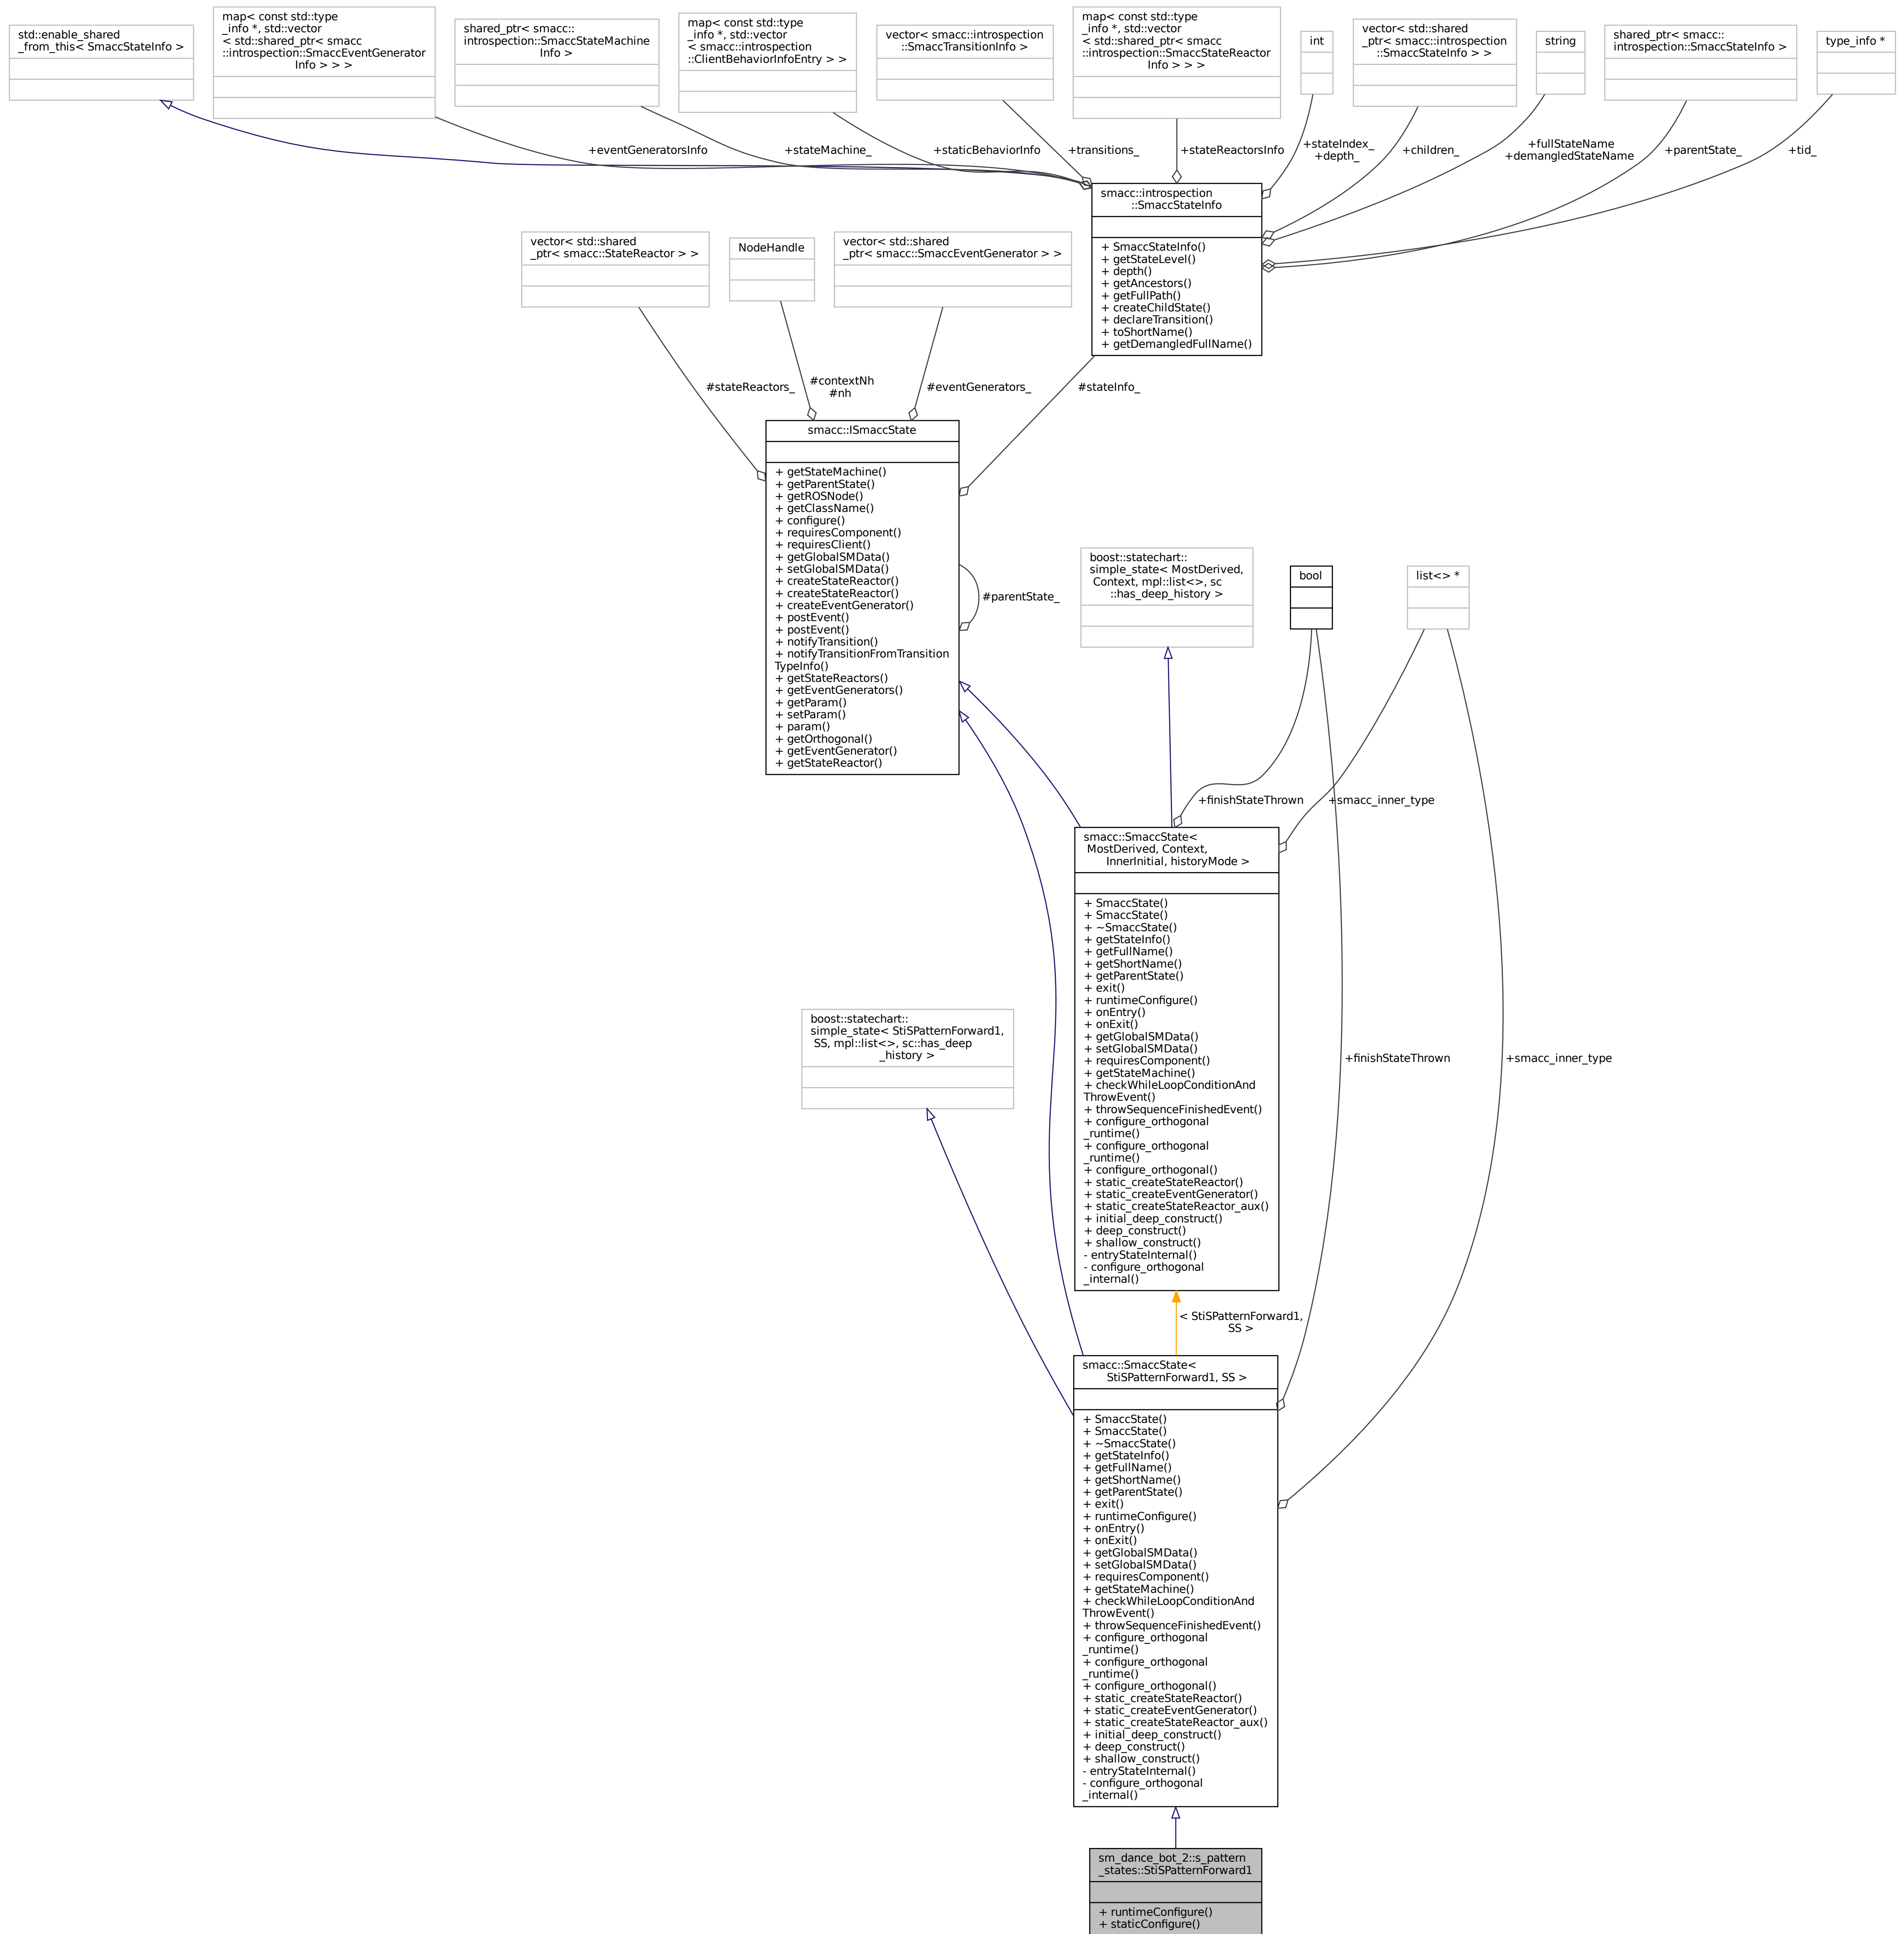 std::enable_shared
_from_this< SmaccStateInfo >
map< const std::type
_info *, std::vector
< std::shared_ptr< smacc
::introspection::SmaccEventGenerator
Info > > >
shared_ptr< smacc::
introspection::SmaccStateMachine
Info >
map< const std::type
_info *, std::vector
< smacc::introspection
::ClientBehaviorInfoEntry > >
vector< smacc::introspection
::SmaccTransitionInfo >
map< const std::type
_info *, std::vector
< std::shared_ptr< smacc
::introspection::SmaccStateReactor
Info > > >
int
vector< std::shared
_ptr< smacc::introspection
::SmaccStateInfo > >
string
shared_ptr< smacc::
introspection::SmaccStateInfo >
type_info *
+eventGeneratorsInfo
+stateMachine_
+staticBehaviorInfo
+transitions_
+stateReactorsInfo
+stateIndex_
+depth_
+children_
+fullStateName
+demangledStateName
+parentState_
+tid_
smacc::introspection
::SmaccStateInfo
+ SmaccStateInfo()
+ getStateLevel()
+ depth()
+ getAncestors()
+ getFullPath()
+ createChildState()
+ declareTransition()
+ toShortName()
+ getDemangledFullName()
vector< std::shared
_ptr< smacc::StateReactor > >
NodeHandle
vector< std::shared
_ptr< smacc::SmaccEventGenerator > >
#stateReactors_
#contextNh
#nh
#eventGenerators_
#stateInfo_
smacc::ISmaccState
+ getStateMachine()
+ getParentState()
+ getROSNode()
+ getClassName()
+ configure()
+ requiresComponent()
+ requiresClient()
+ getGlobalSMData()
+ setGlobalSMData()
+ createStateReactor()
+ createStateReactor()
+ createEventGenerator()
+ postEvent()
+ postEvent()
+ notifyTransition()
+ notifyTransitionFromTransition
TypeInfo()
+ getStateReactors()
+ getEventGenerators()
+ getParam()
+ setParam()
+ param()
+ getOrthogonal()
+ getEventGenerator()
+ getStateReactor()
#parentState_
boost::statechart::
simple_state< MostDerived,
Context, mpl::list<>, sc
::has_deep_history >
bool
list<> *
+finishStateThrown
+smacc_inner_type
smacc::SmaccState<
MostDerived, Context,
InnerInitial, historyMode >
+ SmaccState()
+ SmaccState()
+ ~SmaccState()
+ getStateInfo()
+ getFullName()
+ getShortName()
+ getParentState()
+ exit()
+ runtimeConfigure()
+ onEntry()
+ onExit()
+ getGlobalSMData()
+ setGlobalSMData()
+ requiresComponent()
+ getStateMachine()
+ checkWhileLoopConditionAnd
ThrowEvent()
+ throwSequenceFinishedEvent()
+ configure_orthogonal
_runtime()
+ configure_orthogonal
_runtime()
+ configure_orthogonal()
+ static_createStateReactor()
+ static_createEventGenerator()
+ static_createStateReactor_aux()
+ initial_deep_construct()
+ deep_construct()
+ shallow_construct()
- entryStateInternal()
- configure_orthogonal
_internal()
boost::statechart::
simple_state< StiSPatternForward1,
SS, mpl::list<>, sc::has_deep
_history >
+finishStateThrown
+smacc_inner_type
< StiSPatternForward1,
SS >
smacc::SmaccState<
StiSPatternForward1, SS >
+ SmaccState()
+ SmaccState()
+ ~SmaccState()
+ getStateInfo()
+ getFullName()
+ getShortName()
+ getParentState()
+ exit()
+ runtimeConfigure()
+ onEntry()
+ onExit()
+ getGlobalSMData()
+ setGlobalSMData()
+ requiresComponent()
+ getStateMachine()
+ checkWhileLoopConditionAnd
ThrowEvent()
+ throwSequenceFinishedEvent()
+ configure_orthogonal
_runtime()
+ configure_orthogonal
_runtime()
+ configure_orthogonal()
+ static_createStateReactor()
+ static_createEventGenerator()
+ static_createStateReactor_aux()
+ initial_deep_construct()
+ deep_construct()
+ shallow_construct()
- entryStateInternal()
- configure_orthogonal
_internal()
sm_dance_bot_2::s_pattern
_states::StiSPatternForward1
+ runtimeConfigure()
+ staticConfigure()